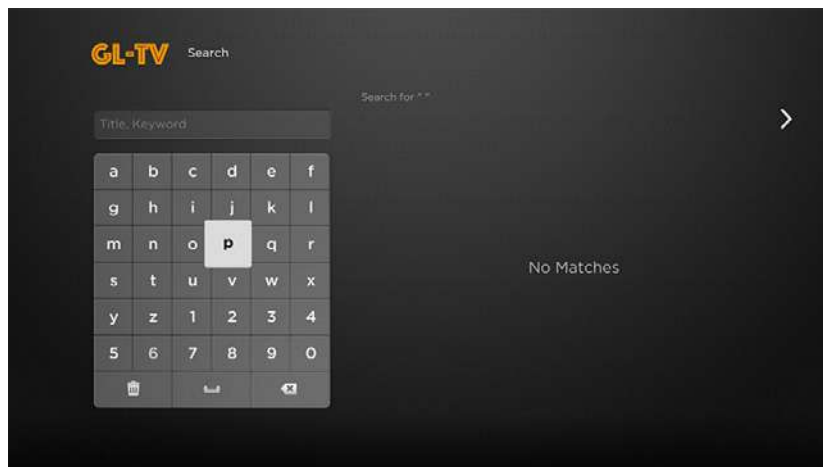 GL-TV Search
Search for " "
Title, Keyword
a b c d e f
g h i j k l
m n o p q r
s t u v w x
y z 1 2 3 4
5 6 7 8 9 0
No Matches